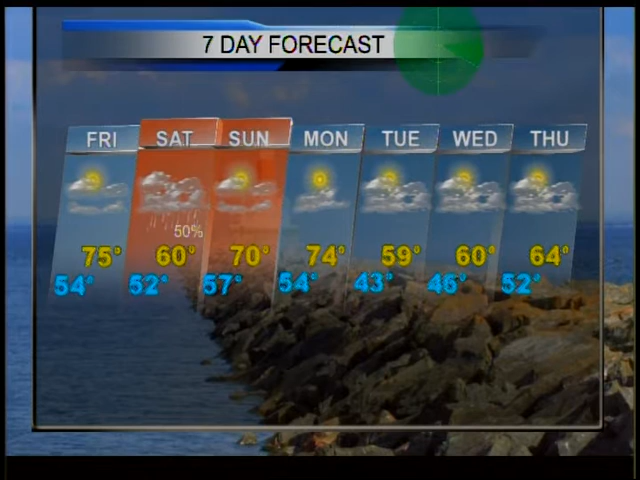 7 DAY FORECAST
FRI SAT SUN MON TUE WED THU
50%
75° 60° 70° 74° 59° 60° 64°
54° 52° 57° 54° 43° 46° 52°